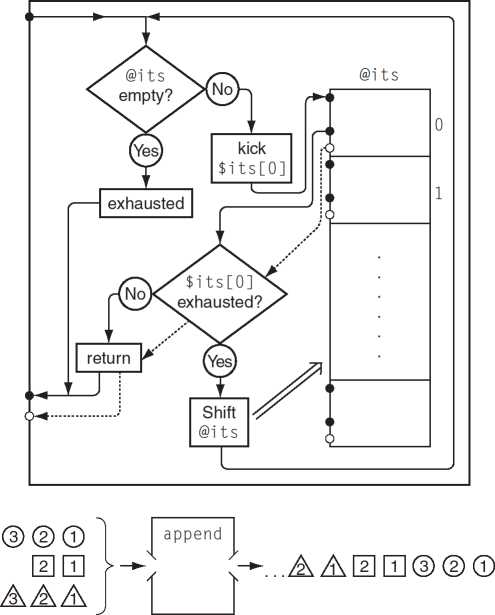 @its
empty?
No
@its
0
kick
$its[0]
Yes
1
exhausted
$its[0]
exhausted?
No
return
Yes
Shift
@its
3 2 1
append
2 1
... 2 1 2 1 3 2 1
3 2 1